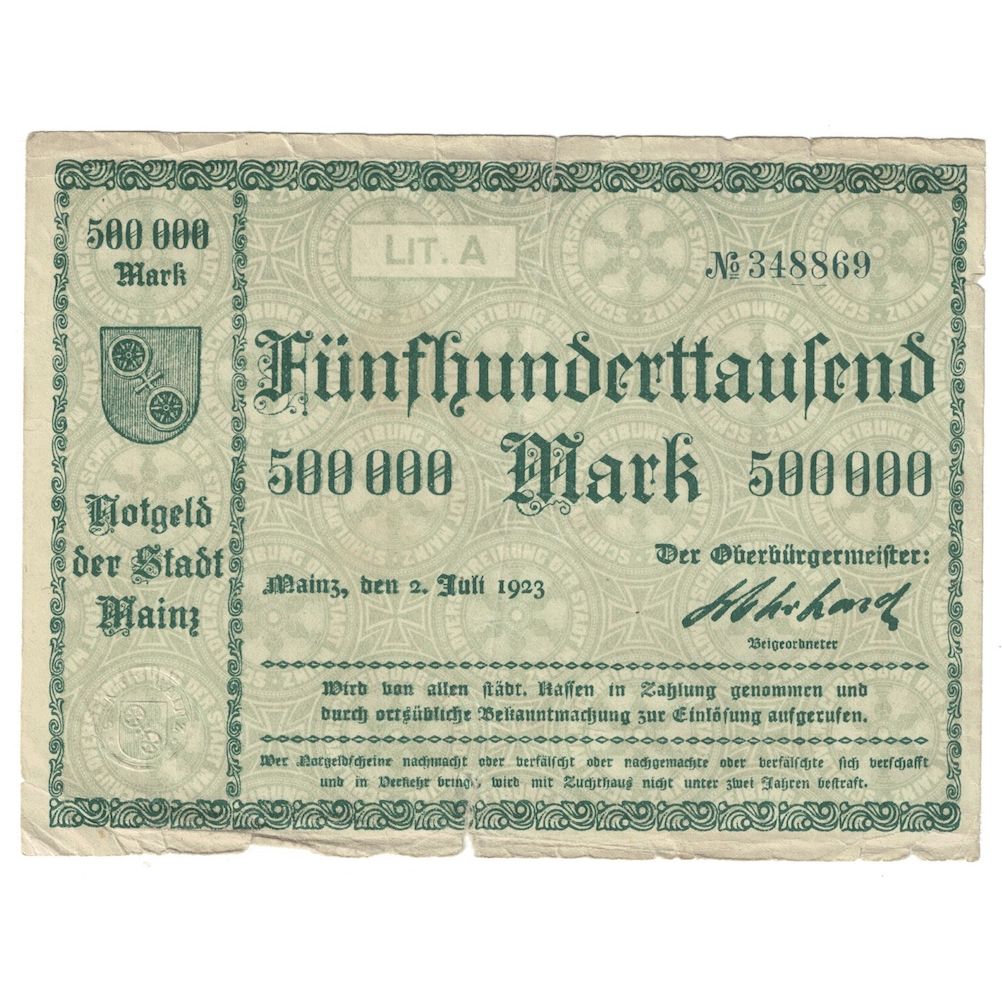 500 000
Mark
Notgeld
der Stadt
Mainz
LIT. A
№ 348869
Fünfhunderttausend
500 000 Mark 500 000
Der Oberbürgermeister:
Mainz, den 2. Juli 1923
Beigeordneter
Wird von allen städt. Kassen in Zahlung genommen und
durch ortsübliche Bekanntmachung zur Einlösung aufgerufen.
Wer Notgeldscheine nachmacht oder verfälscht oder nachgemachte oder verfälschte sich verschafft
und in Verkehr bringt, wird mit Zuchthaus nicht unter zwei Jahren bestraft.